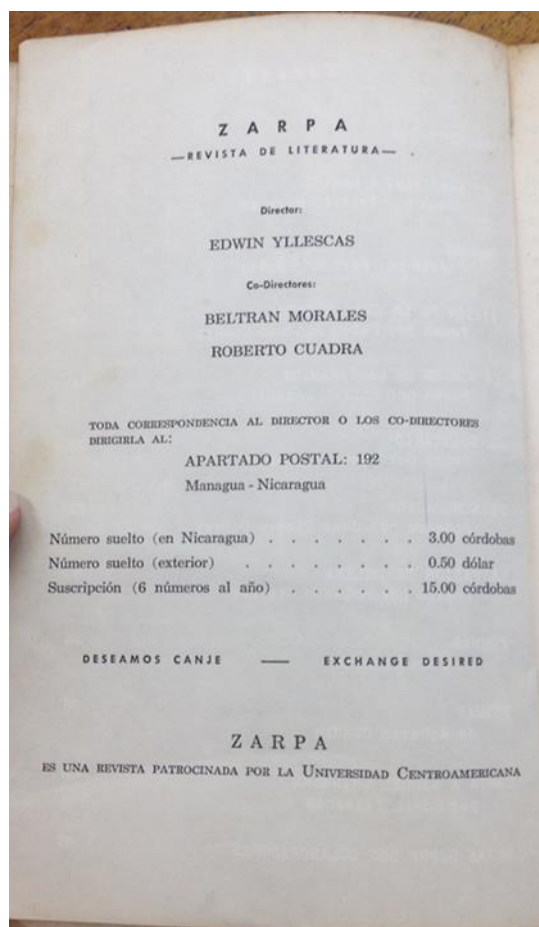 ZARPA
—REVISTA DE LITERATURA—
Director:
EDWIN YLLESCAS
Co-Directores:
BELTRAN MORALES
ROBERTO CUADRA
TODA CORRESPONDENCIA AL DIRECTOR O LOS CO-DIRECTORES
DIRIGIRLA AL:
APARTADO POSTAL: 192
Managua - Nicaragua
Número suelto (en Nicaragua) . . . . . . . 3.00 córdobas
Número suelto (exterior) . . . . . . . . 0.50 dólar
Suscripción (6 números al año) . . . . . . 15.00 córdobas
DESEAMOS CANJE — EXCHANGE DESIRED
ZARPA
ES UNA REVISTA PATROCINADA POR LA UNIVERSIDAD CENTROAMERICANA